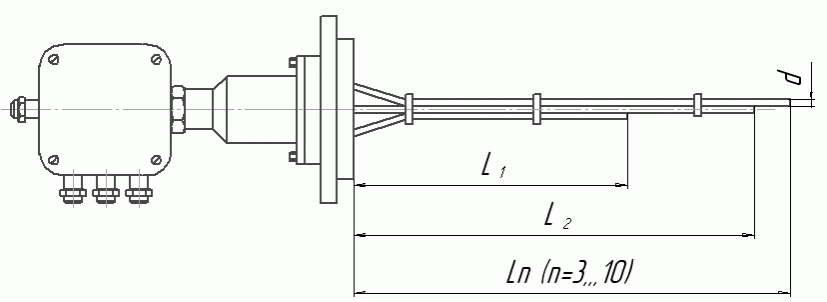 d
L 1
L 2
Ln (n=3,,,10)